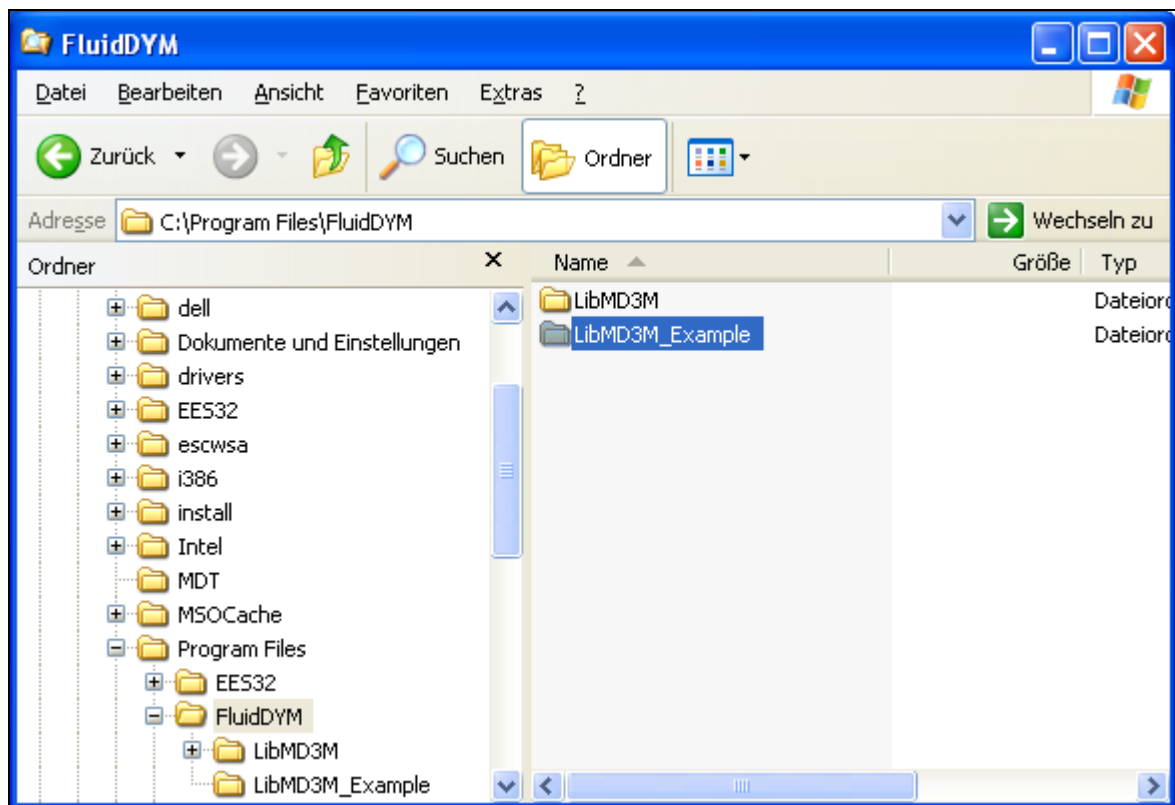 FluidDYM
Datei Bearbeiten Ansicht Favoriten Extras ?
Zurück Suchen Ordner
Adresse C:\Program Files\FluidDYM Wechseln zu
Ordner Name Größe Typ
dell
Dokumente und Einstellungen
drivers
EES32
escwsa
i386
install
Intel
MDT
MSOCache
Program Files
EES32
FluidDYM
LibMD3M
LibMD3M_Example
LibMD3M Dateiord
LibMD3M_Example Dateiord